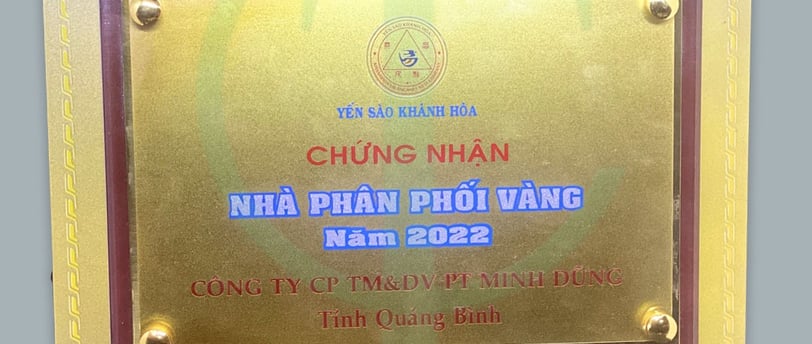 YẾN SÀO KHÁNH HÒA
CHỨNG NHẬN
NHÀ PHÂN PHỐI VÀNG
Năm 2022
CÔNG TY CP TM&DV-PT MINH DŨNG
Tỉnh Quảng Bình